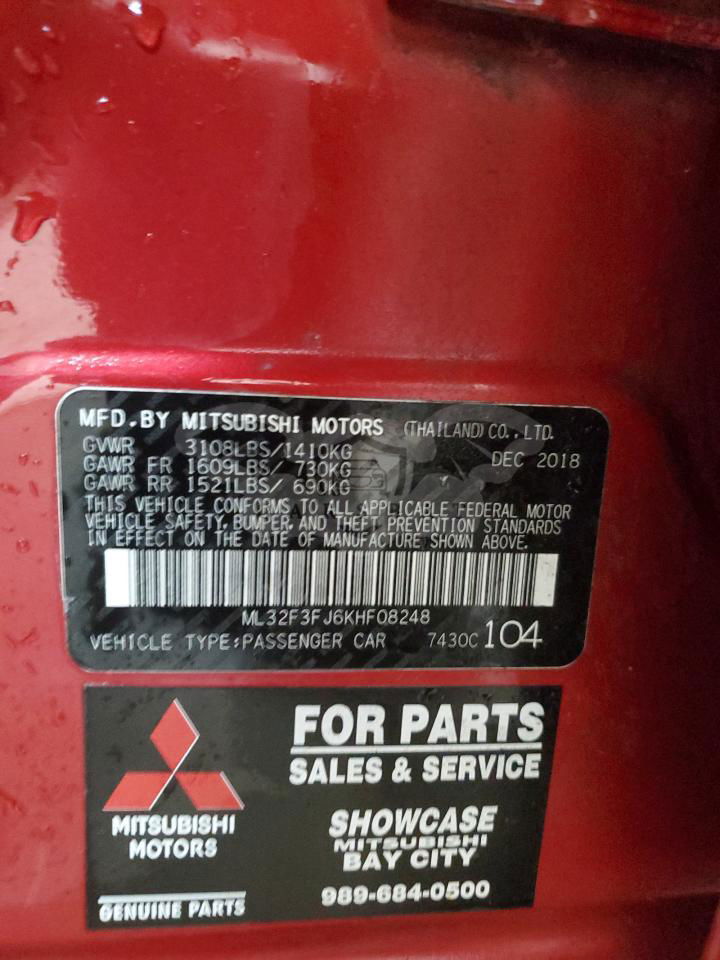 MFD.BY MITSUBISHI MOTORS (THAILAND) CO.,LTD.
GVWR 3108LBS/1410KG DEC 2018
GAWR FR 1609LBS/ 730KG
GAWR RR 1521LBS/ 690KG
THIS VEHICLE CONFORMS TO ALL APPLICABLE FEDERAL MOTOR
VEHICLE SAFETY, BUMPER, AND THEFT PREVENTION STANDARDS
IN EFFECT ON THE DATE OF MANUFACTURE SHOWN ABOVE.
ML32F3FJ6KHF08248
VEHICLE TYPE:PASSENGER CAR 7430C 104
FOR PARTS
SALES & SERVICE
MITSUBISHI
MOTORS
GENUINE PARTS
SHOWCASE
MITSUBISHI
BAY CITY
989-684-0500